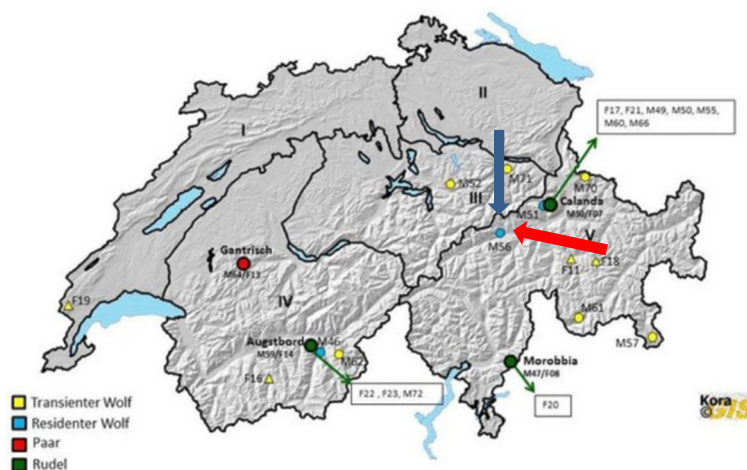 II
F17, F21, M49, M50, M55,
M60, M66
I
M71
M52
M70
III
M51
Calanda
M30/F07
M56
V
Gantrisch
M64/F13
F11
F18
IV
F19
M61
Augstbord
M46
M59/F14
M62
M57
Morobbia
M47/F08
F16
F22 , F23, M72
F20
Transienter Wolf
Residenter Wolf
Paar
Rudel
Kora
©GIS